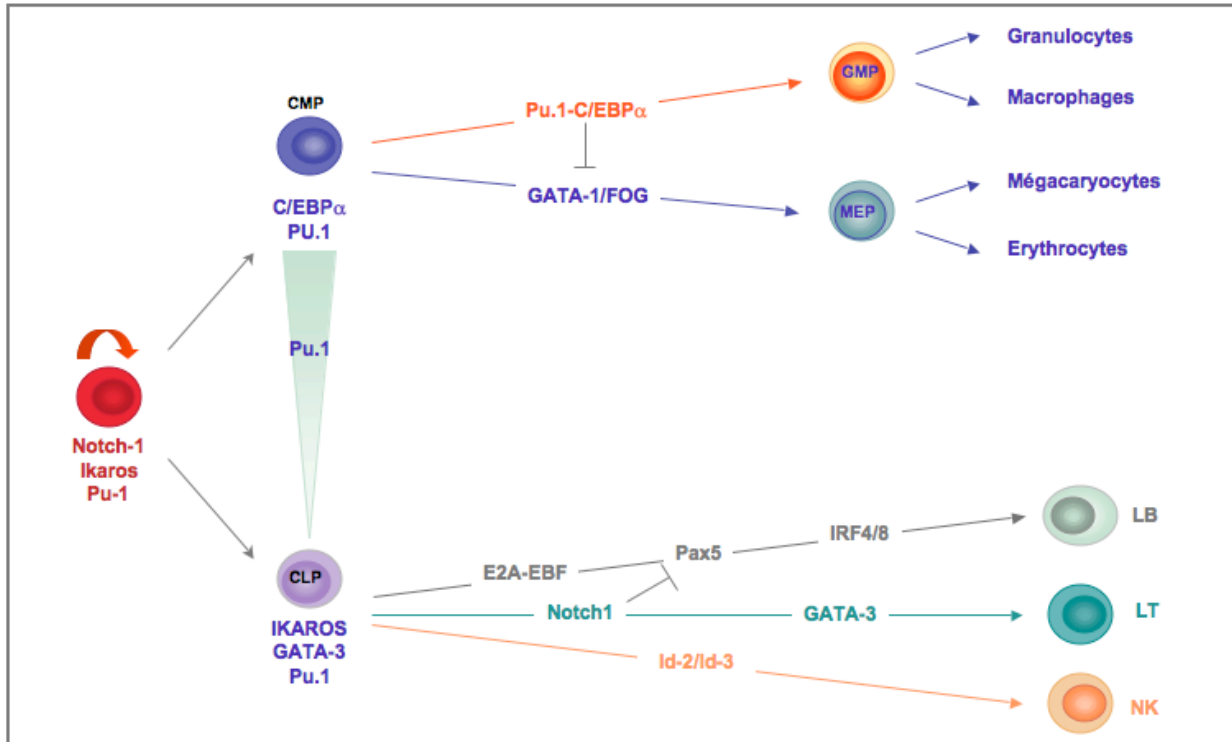 Granulocytes
GMP
Macrophages
CMP
Pu.1-C/EBPα
GATA-1/FOG
C/EBPα
PU.1
MEP
Mégacaryocytes
Erythrocytes
Pu.1
Notch-1
Ikaros
Pu-1
CLP
IKAROS
GATA-3
Pu.1
E2A-EBF
Pax5
IRF4/8
LB
Notch1
GATA-3
LT
Id-2/Id-3
NK